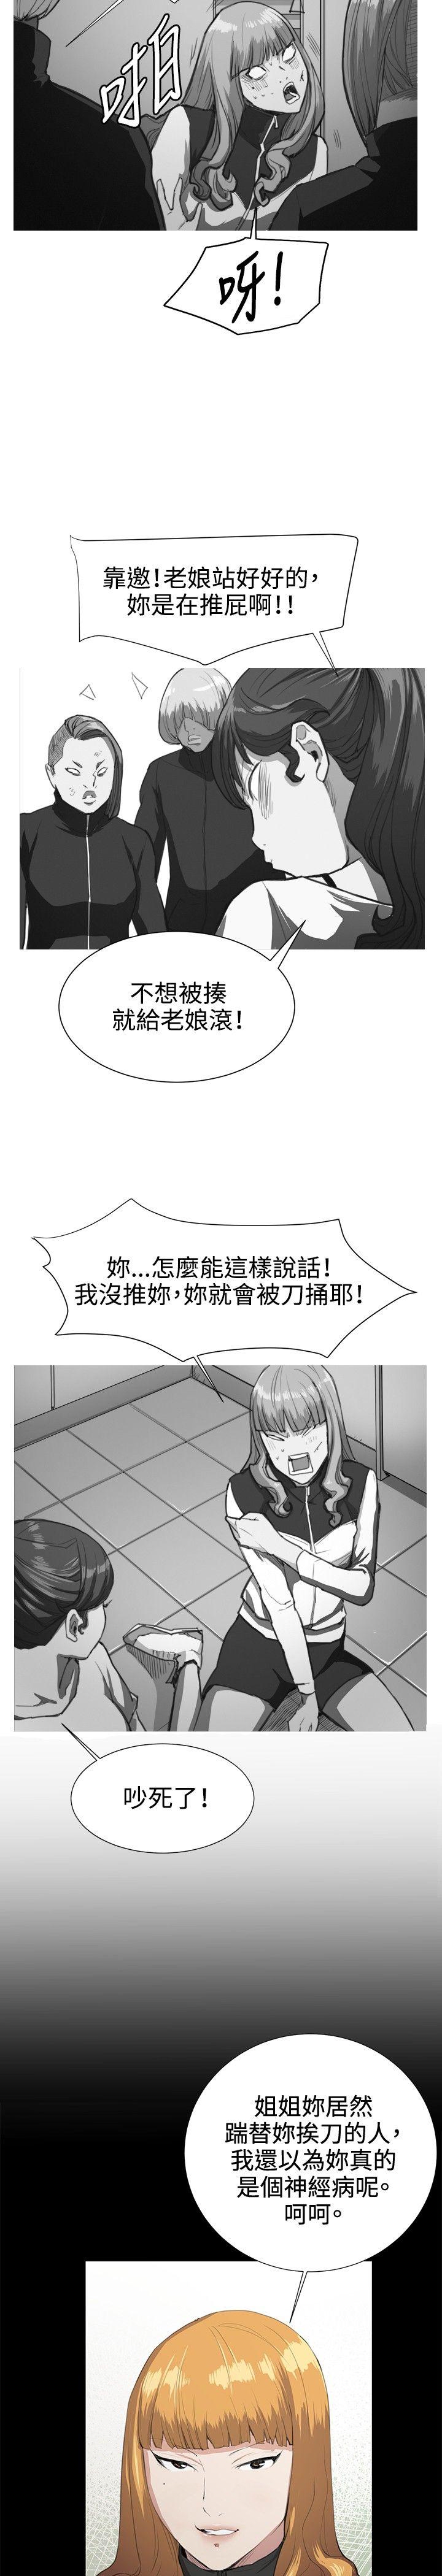 啪
呀!
靠邀!老娘站好好的,
妳是在推屁啊!!
不想被揍
就給老娘滾!
妳...怎麼能這樣說話!
我沒推妳,妳就會被刀捅耶!
吵死了!
姐姐妳居然
踹替妳挨刀的人,
我還以為妳真的
是個神經病呢。
呵呵。